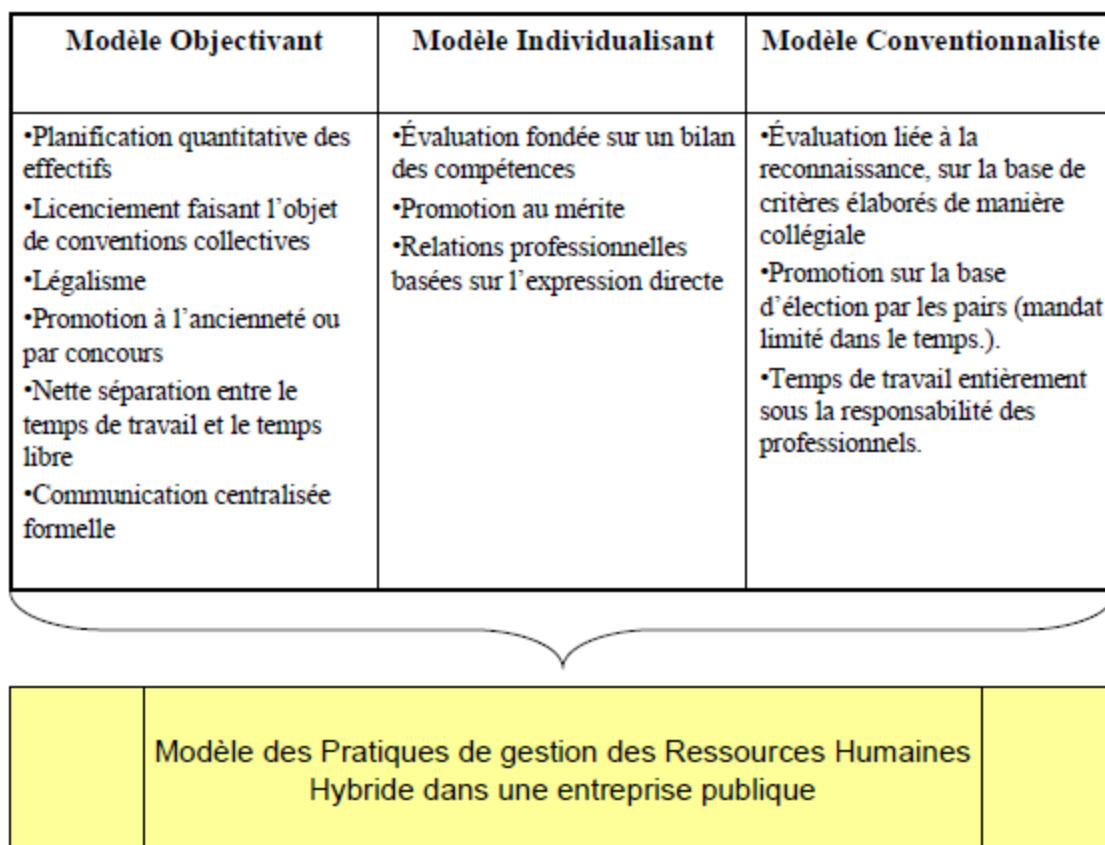 Modèle Objectivant
Modèle Individualisant
Modèle Conventionnaliste
•Planification quantitative des
effectifs
•Licenciement faisant l’objet
de conventions collectives
•Légalisme
•Promotion à l’ancienneté ou
par concours
•Nette séparation entre le
temps de travail et le temps
libre
•Communication centralisée
formelle
•Évaluation fondée sur un bilan
des compétences
•Promotion au mérite
•Relations professionnelles
basées sur l’expression directe
•Évaluation liée à la
reconnaissance, sur la base de
critères élaborés de manière
collégiale
•Promotion sur la base
d’élection par les pairs (mandat
limité dans le temps.).
•Temps de travail entièrement
sous la responsabilité des
professionnels.
Modèle des Pratiques de gestion des Ressources Humaines
Hybride dans une entreprise publique